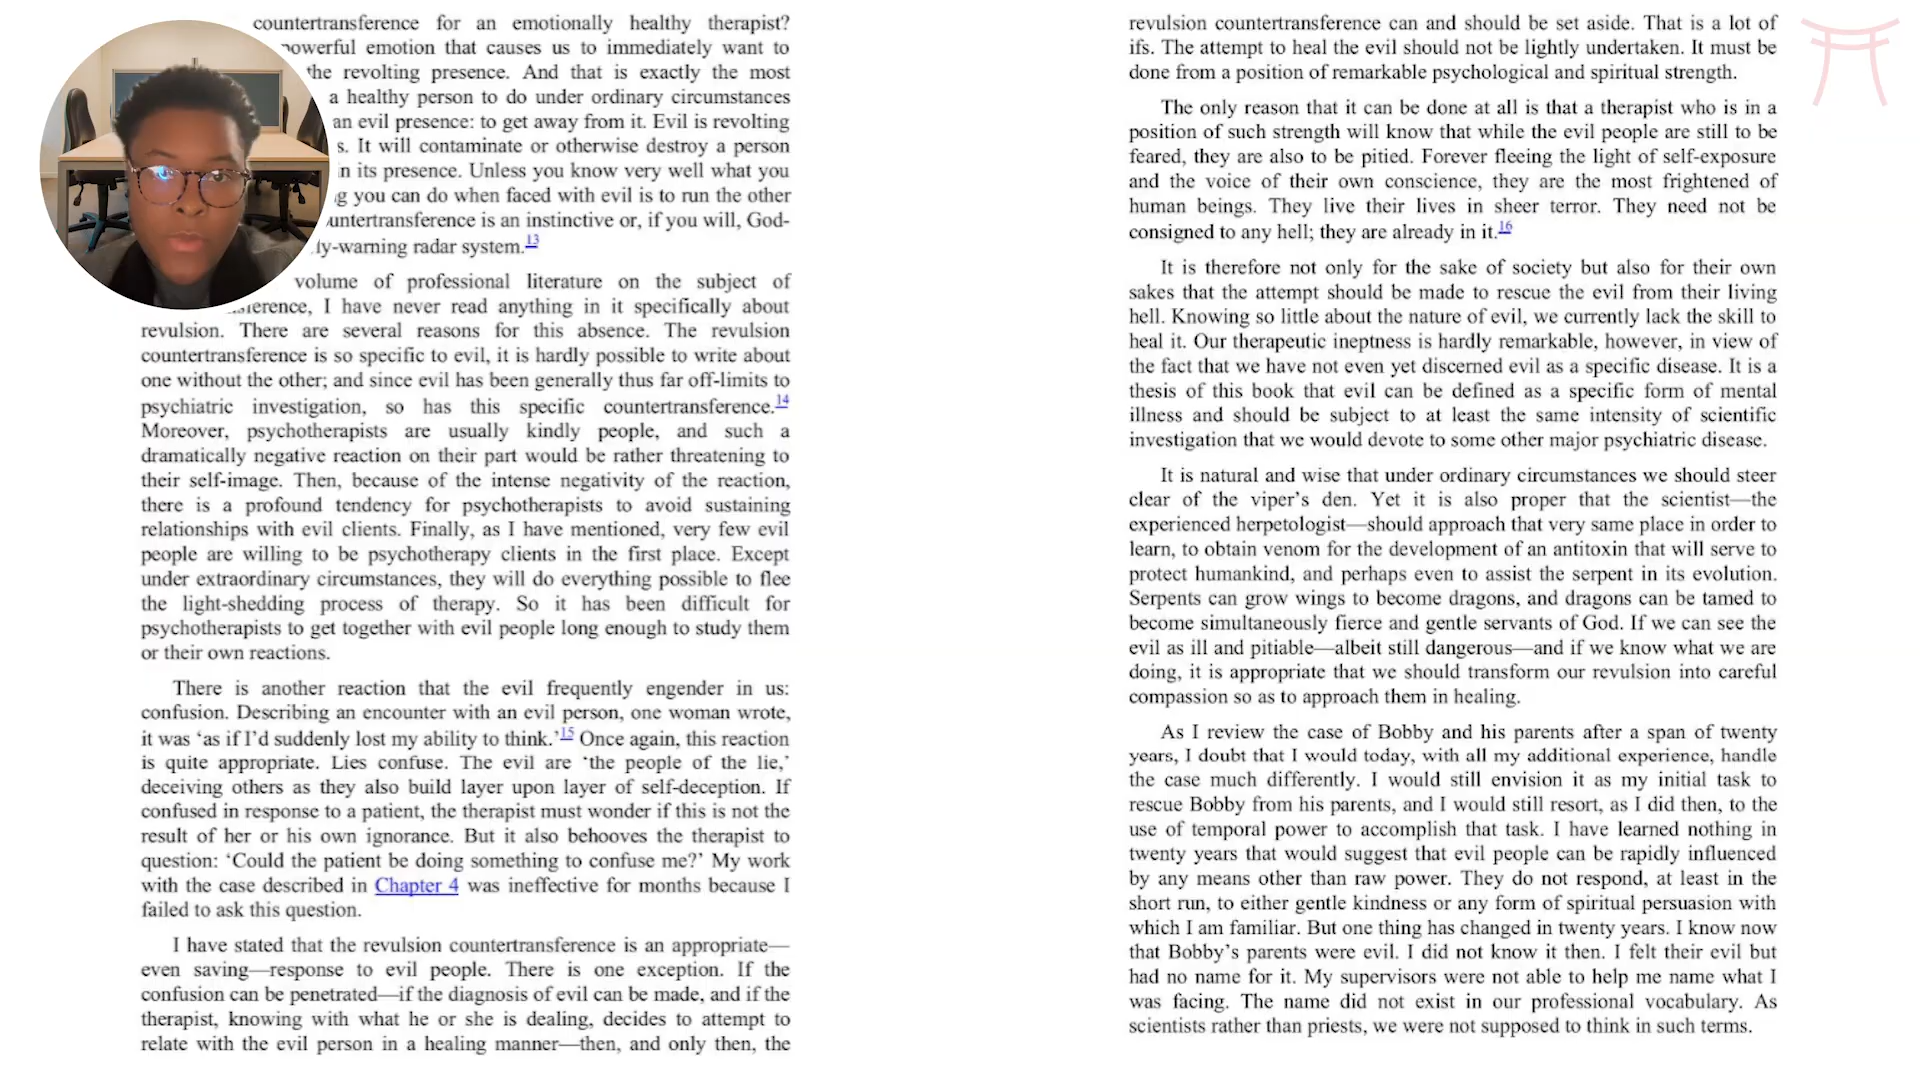 countertransference for an emotionally healthy therapist?
powerful emotion that causes us to immediately want to
the revolting presence. And that is exactly the most
a healthy person to do under ordinary circumstances
an evil presence: to get away from it. Evil is revolting
s. It will contaminate or otherwise destroy a person
in its presence. Unless you know very well what you
g you can do when faced with evil is to run the other
untertransference is an instinctive or, if you will, God-
ly-warning radar system.13
volume of professional literature on the subject of
ference, I have never read anything in it specifically about
revulsion. There are several reasons for this absence. The revulsion
countertransference is so specific to evil, it is hardly possible to write about
one without the other; and since evil has been generally thus far off-limits to
psychiatric investigation, so has this specific countertransference.14
Moreover, psychotherapists are usually kindly people, and such a
dramatically negative reaction on their part would be rather threatening to
their self-image. Then, because of the intense negativity of the reaction,
there is a profound tendency for psychotherapists to avoid sustaining
relationships with evil clients. Finally, as I have mentioned, very few evil
people are willing to be psychotherapy clients in the first place. Except
under extraordinary circumstances, they will do everything possible to flee
the light-shedding process of therapy. So it has been difficult for
psychotherapists to get together with evil people long enough to study them
or their own reactions.
There is another reaction that the evil frequently engender in us:
confusion. Describing an encounter with an evil person, one woman wrote,
it was ‘as if I’d suddenly lost my ability to think.’15 Once again, this reaction
is quite appropriate. Lies confuse. The evil are ‘the people of the lie,’
deceiving others as they also build layer upon layer of self-deception. If
confused in response to a patient, the therapist must wonder if this is not the
result of her or his own ignorance. But it also behooves the therapist to
question: ‘Could the patient be doing something to confuse me?’ My work
with the case described in Chapter 4 was ineffective for months because I
failed to ask this question.
I have stated that the revulsion countertransference is an appropriate—
even saving—response to evil people. There is one exception. If the
confusion can be penetrated—if the diagnosis of evil can be made, and if the
therapist, knowing with what he or she is dealing, decides to attempt to
relate with the evil person in a healing manner—then, and only then, the
revulsion countertransference can and should be set aside. That is a lot of
ifs. The attempt to heal the evil should not be lightly undertaken. It must be
done from a position of remarkable psychological and spiritual strength.
The only reason that it can be done at all is that a therapist who is in a
position of such strength will know that while the evil people are still to be
feared, they are also to be pitied. Forever fleeing the light of self-exposure
and the voice of their own conscience, they are the most frightened of
human beings. They live their lives in sheer terror. They need not be
consigned to any hell; they are already in it.16
It is therefore not only for the sake of society but also for their own
sakes that the attempt should be made to rescue the evil from their living
hell. Knowing so little about the nature of evil, we currently lack the skill to
heal it. Our therapeutic ineptness is hardly remarkable, however, in view of
the fact that we have not even yet discerned evil as a specific disease. It is a
thesis of this book that evil can be defined as a specific form of mental
illness and should be subject to at least the same intensity of scientific
investigation that we would devote to some other major psychiatric disease.
It is natural and wise that under ordinary circumstances we should steer
clear of the viper’s den. Yet it is also proper that the scientist—the
experienced herpetologist—should approach that very same place in order to
learn, to obtain venom for the development of an antitoxin that will serve to
protect humankind, and perhaps even to assist the serpent in its evolution.
Serpents can grow wings to become dragons, and dragons can be tamed to
become simultaneously fierce and gentle servants of God. If we can see the
evil as ill and pitiable—albeit still dangerous—and if we know what we are
doing, it is appropriate that we should transform our revulsion into careful
compassion so as to approach them in healing.
As I review the case of Bobby and his parents after a span of twenty
years, I doubt that I would today, with all my additional experience, handle
the case much differently. I would still envision it as my initial task to
rescue Bobby from his parents, and I would still resort, as I did then, to the
use of temporal power to accomplish that task. I have learned nothing in
twenty years that would suggest that evil people can be rapidly influenced
by any means other than raw power. They do not respond, at least in the
short run, to either gentle kindness or any form of spiritual persuasion with
which I am familiar. But one thing has changed in twenty years. I know now
that Bobby’s parents were evil. I did not know it then. I felt their evil but
had no name for it. My supervisors were not able to help me name what I
was facing. The name did not exist in our professional vocabulary. As
scientists rather than priests, we were not supposed to think in such terms.